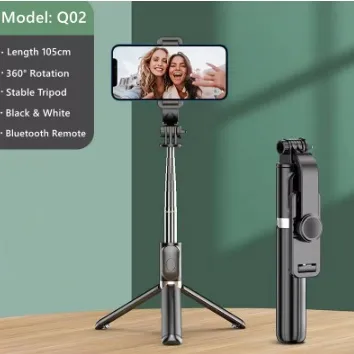 Model: Q02
· Length 105cm
· 360° Rotation
· Stable Tripod
· Black & White
· Bluetooth Remote